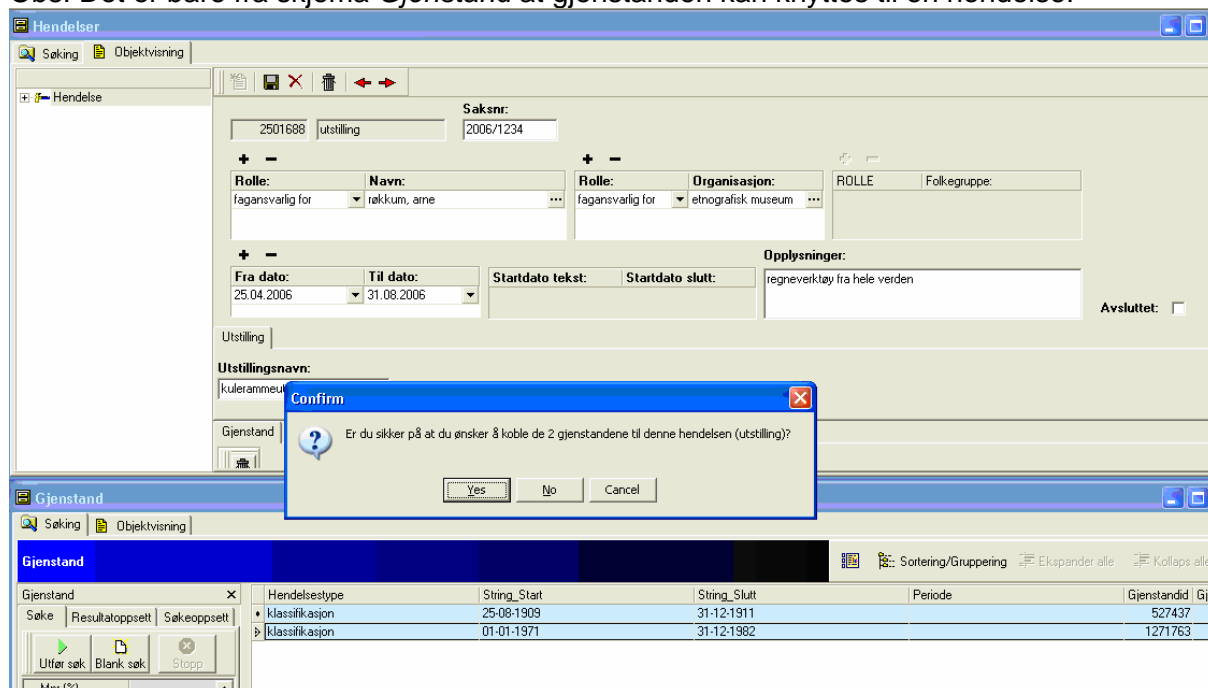 Obs! Det er bare fra skjema Gjenstand at gjenstanden kan knyttes til en hendelse.
Hendelser
Søking Objektvisning
Hendelse
Saksnr:
2501688 utstilling 2006/1234
Rolle: Navn: Rolle: Organisasjon: ROLLE Folkegruppe:
fagansvarlig for røkkum, arne ... fagansvarlig for etnografisk museum ...
Opplysninger:
Fra dato: Til dato: Startdato tekst: Startdato slutt: regneverktøy fra hele verden
25.04.2006 31.08.2006
Avsluttet:
Utstilling
Utstillingsnavn:
Confirm
Er du sikker på at du ønsker å koble de 2 gjenstandene til denne hendelsen (utstilling)?
Gjenstand
Yes No Cancel
Gjenstand
Søking Objektvisning
Gjenstand Sortering/Gruppering Ekspander alle Kollaps alle
Gjenstand Hendelsestype String_Start String_Slutt Periode Gjenstandid
Søke Resultatoppsett Søkeoppsett klassifikasjon 25-08-1909 31-12-1911 527437
klassifikasjon 01-01-1971 31-12-1982 1271763
Utfør søk Blank søk Stopp